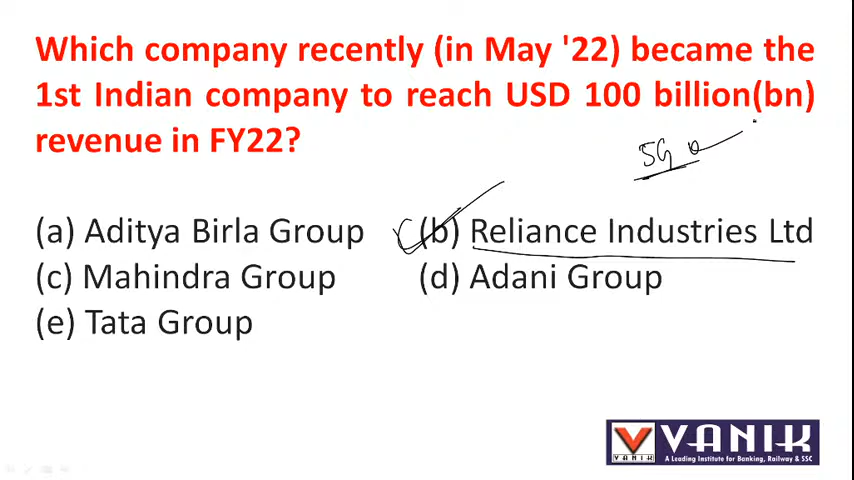 Which company recently (in May '22) became the
1st Indian company to reach USD 100 billion(bn)
revenue in FY22?
5G
(a) Aditya Birla Group (b) Reliance Industries Ltd
(c) Mahindra Group (d) Adani Group
(e) Tata Group
VANIK
VANIK
A Leading Institute for Banking, Railway & SSC